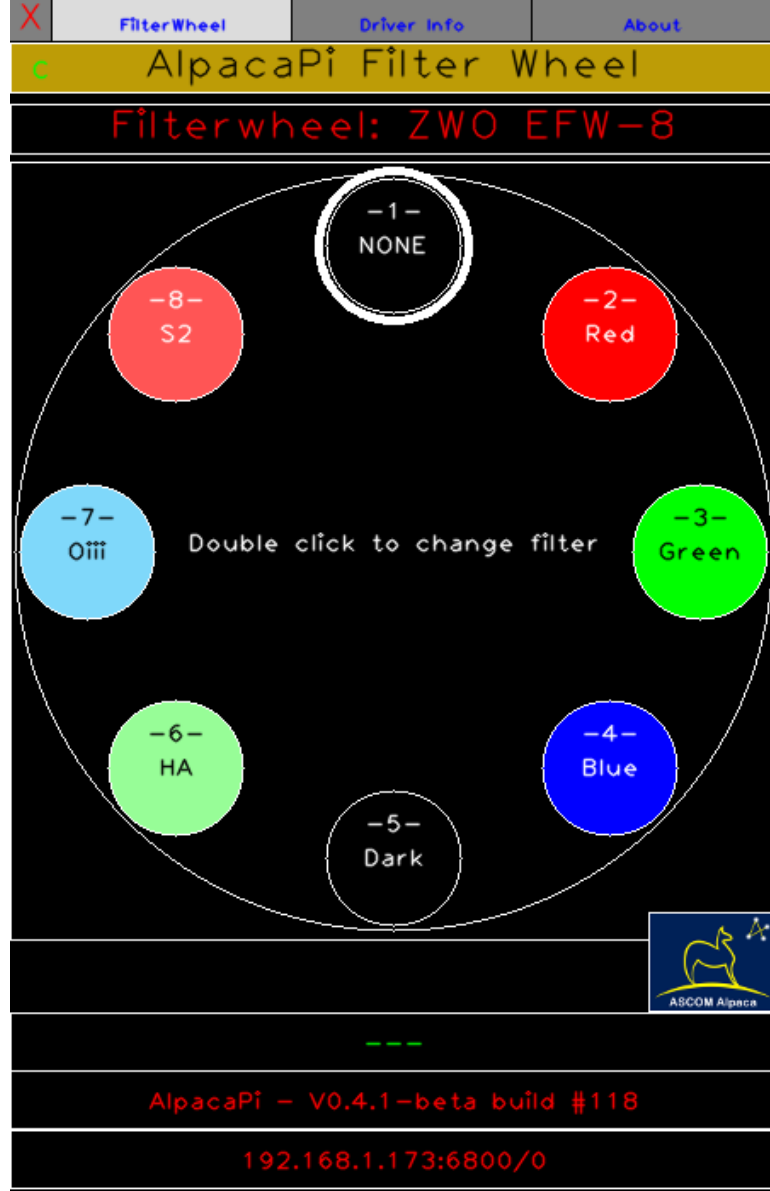 X FilterWheel Driver Info About
C AlpacaPi Filter Wheel
Filterwheel: ZWO EFW-8
-1-
NONE
-8-
S2
-2-
Red
-7-
Oiii
Double click to change filter
-3-
Green
-6-
HA
-4-
Blue
-5-
Dark
ASCOM Alpaca
---
AlpacaPi - V0.4.1-beta build #118
192.168.1.173:6800/0